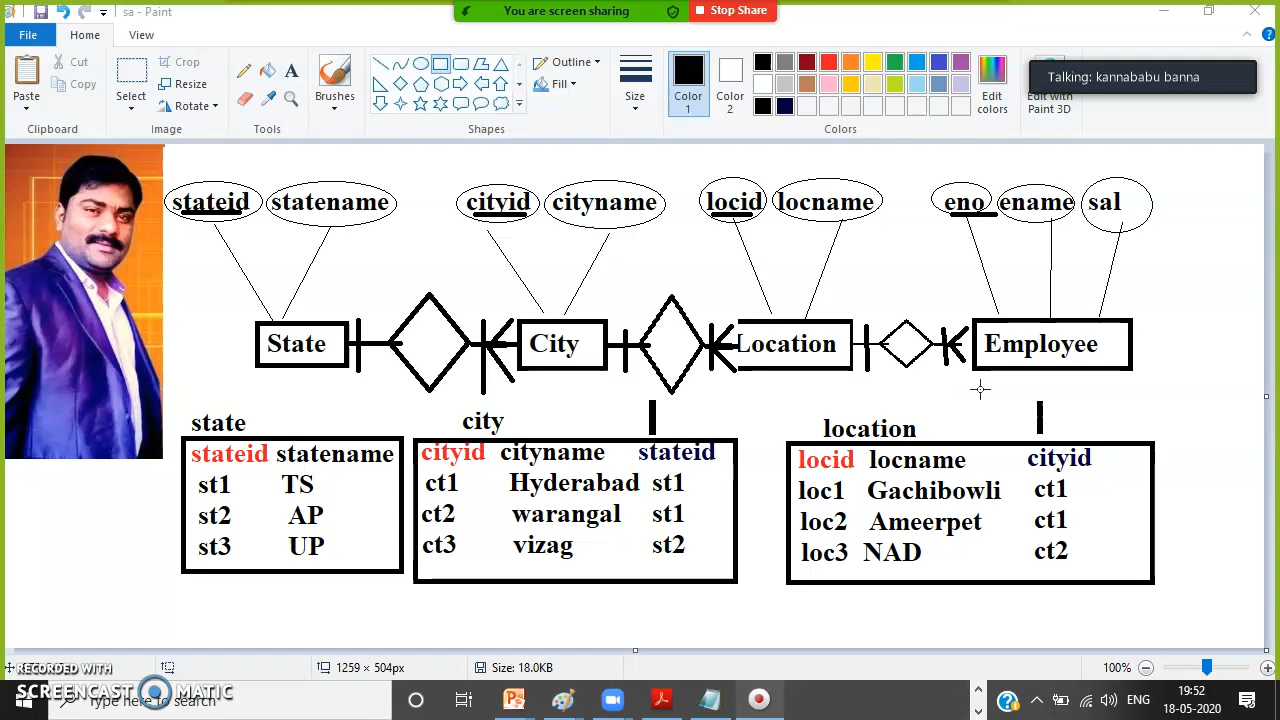 You are screen sharing
Stop Share
sa - Paint
File Home View
Paste
Cut
Copy
Clipboard
Select
Crop
Resize
Rotate
Image
Tools
Brushes
Outline
Fill
Shapes
Size
Color 1
Color 2
Edit colors
Edit with Paint 3D
Colors
Talking: kannababu banna
stateid statename cityid cityname locid locname eno ename sal
State City Location Employee
state
stateid statename
st1 TS
st2 AP
st3 UP
city
cityid cityname stateid
ct1 Hyderabad st1
ct2 warangal st1
ct3 vizag st2
location
locid locname cityid
loc1 Gachibowli ct1
loc2 Ameerpet ct1
loc3 NAD ct2
1259 × 504px
Size: 18.0KB
100%
RECORDED WITH
SCREENCAST MATIC
Type here to search
ENG
19:52
18-05-2020